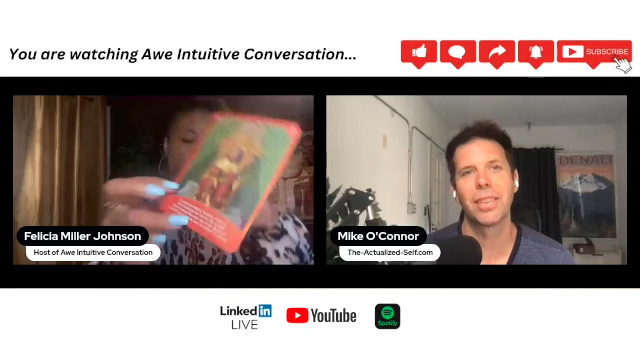 You are watching Awe Intuitive Conversation...
SUBSCRIBE
DENALI
Felicia Miller Johnson
Host of Awe Intuitive Conversation
Mike O'Connor
The-Actualized-Self.com
Linked in
LIVE
YouTube
Spotify